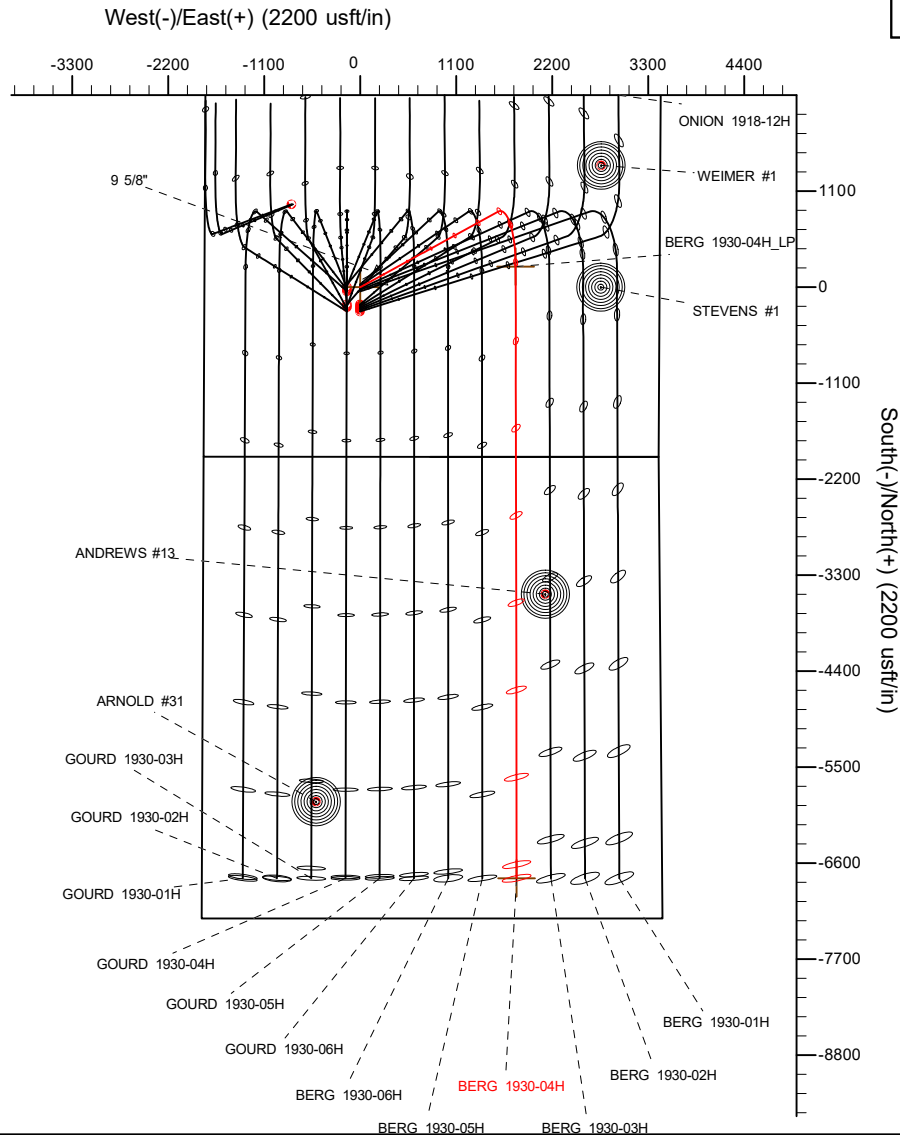 West(-)/East(+) (2200 usft/in)
-3300 -2200 -1100 0 1100 2200 3300 4400
ONION 1918-12H
WEIMER #1
9 5/8"
1100
BERG 1930-04H_LP
0
STEVENS #1
-1100
South(-)/North(+) (2200 usft/in)
-2200
ANDREWS #13
-3300
-4400
ARNOLD #31
GOURD 1930-03H
-5500
GOURD 1930-02H
-6600
GOURD 1930-01H
GOURD 1930-04H
-7700
GOURD 1930-05H
BERG 1930-01H
GOURD 1930-06H
-8800
BERG 1930-02H
BERG 1930-04H
BERG 1930-06H
BERG 1930-05H
BERG 1930-03H